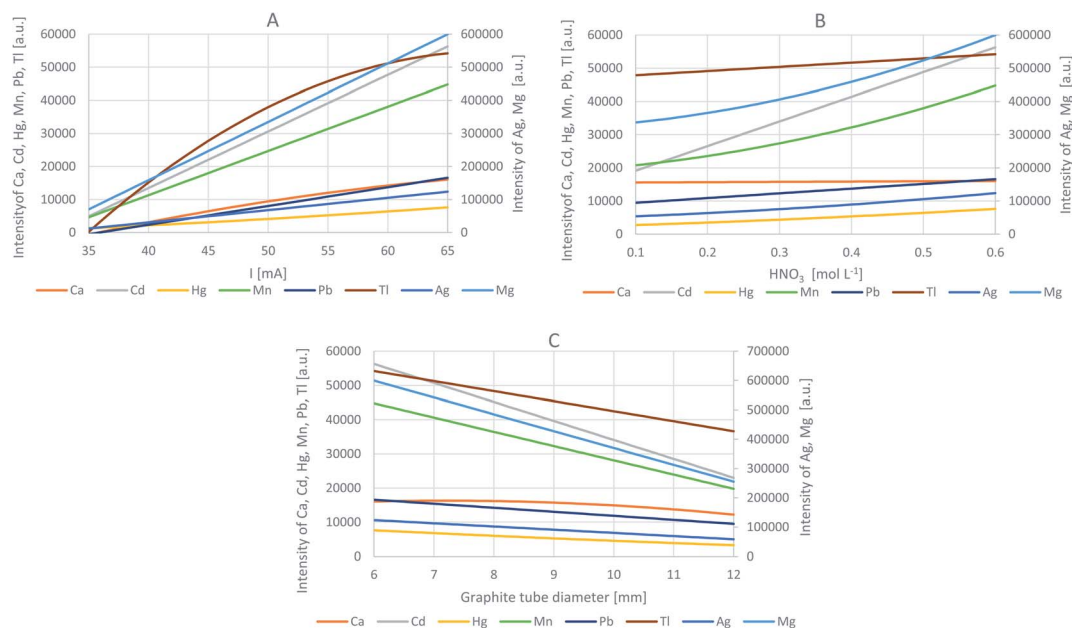 A
Intensityof Ca, Cd, Hg, Mn, Pb, Tl [a.u.]
60000
50000
40000
30000
20000
10000
0
600000
500000
400000
300000
200000
100000
0
Intensity of Ag, Mg [a.u.]
35 40 45 50 55 60 65
I [mA]
Ca Cd Hg Mn Pb Tl Ag Mg
B
Intensity of Ca, Cd, Hg, Mn, Pb, Tl [a.u.]
60000
50000
40000
30000
20000
10000
0
600000
500000
400000
300000
200000
100000
0
Intensity of Ag, Mg [a.u.]
0.1 0.2 0.3 0.4 0.5 0.6
HNO₃ [mol L⁻¹]
Ca Cd Hg Mn Pb Tl Ag Mg
C
Intensity of Ca, Cd, Hg, Mn, Pb, Tl [a.u.]
60000
50000
40000
30000
20000
10000
0
700000
600000
500000
400000
300000
200000
100000
0
Intensity of Ag, Mg [a.u.]
6 7 8 9 10 11 12
Graphite tube diameter [mm]
Ca Cd Hg Mn Pb Tl Ag Mg